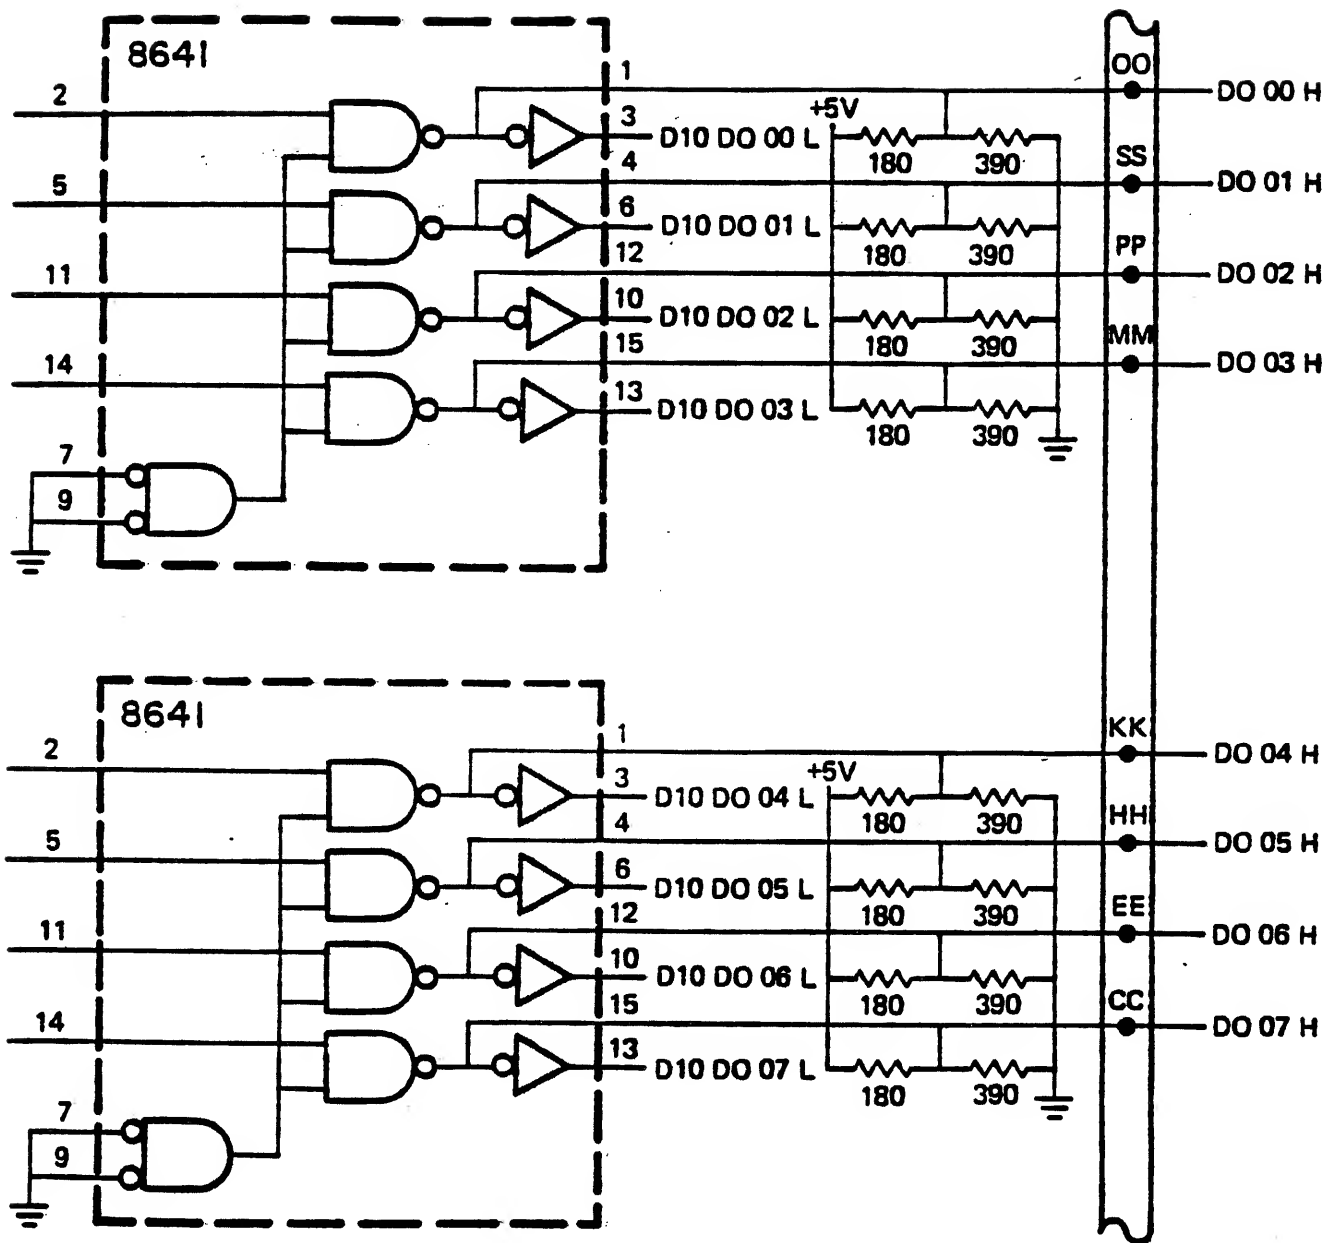 8641
1
OO
2
DO 00 H
+5V
3
D10 DO 00 L
180
390
4
SS
5
DO 01 H
6
D10 DO 01 L
180
390
12
PP
11
DO 02 H
10
D10 DO 02 L
180
390
15
MM
14
DO 03 H
13
D10 DO 03 L
180
390
7
9
8641
1
KK
2
DO 04 H
+5V
3
D10 DO 04 L
180
390
4
HH
5
DO 05 H
6
D10 DO 05 L
180
390
12
EE
11
DO 06 H
10
D10 DO 06 L
180
390
15
CC
14
DO 07 H
13
D10 DO 07 L
180
390
7
9